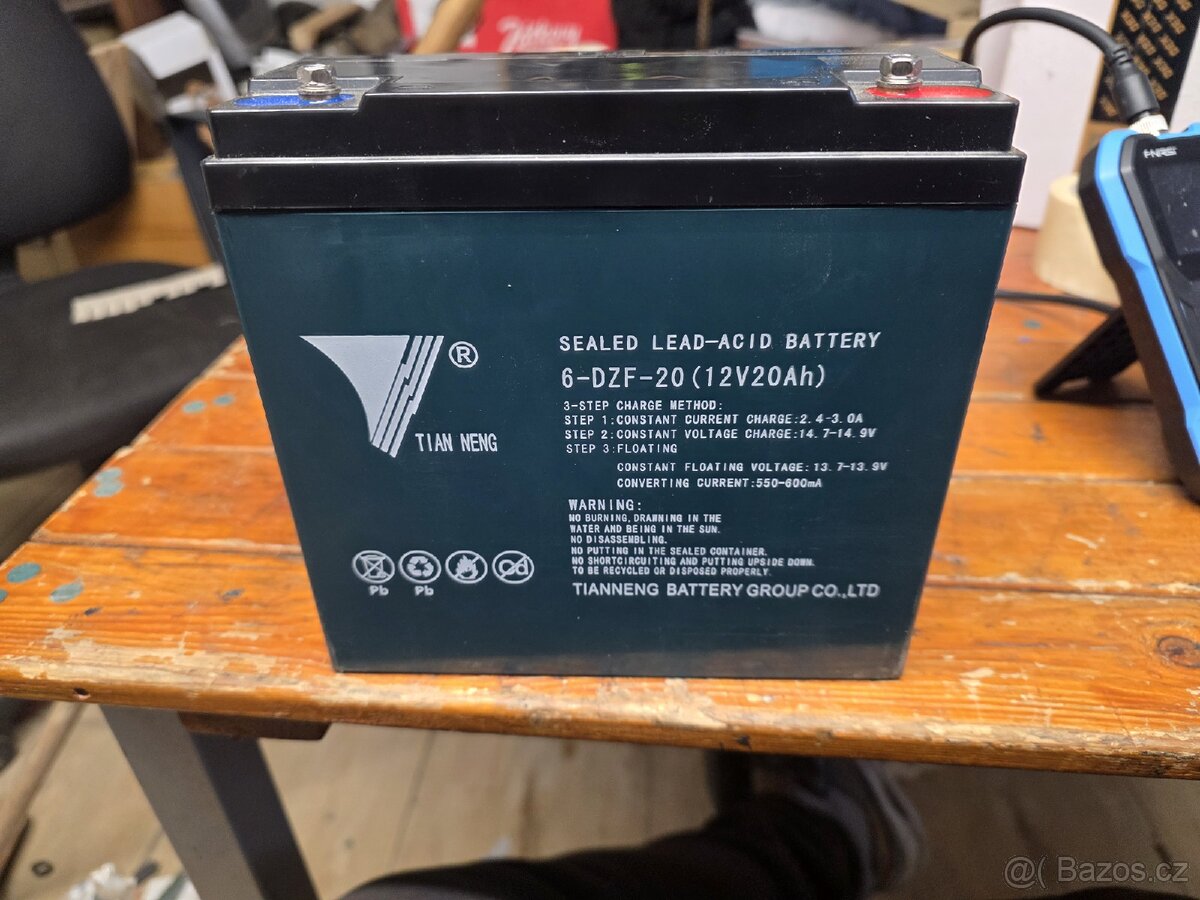 HNRS
®
TIAN NENG
SEALED LEAD-ACID BATTERY
6-DZF-20(12V20Ah)
3-STEP CHARGE METHOD:
STEP 1:CONSTANT CURRENT CHARGE:2.4-3.0A
STEP 2:CONSTANT VOLTAGE CHARGE:14.7-14.9V
STEP 3:FLOATING
CONSTANT FLOATING VOLTAGE:13.7-13.9V
CONVERTING CURRENT:550-600mA
WARNING:
NO BURNING, DRAWNING IN THE
WATER AND BEING IN THE SUN.
NO DISASSEMBLING.
NO PUTTING IN THE SEALED CONTAINER.
NO SHORTCIRCUITING AND PUTTING UPSIDE DOWN.
TO BE RECYCLED OR DISPOSED PROPERLY.
TIANNENG BATTERY GROUP CO.,LTD
Pb Pb
@( Bazos.cz